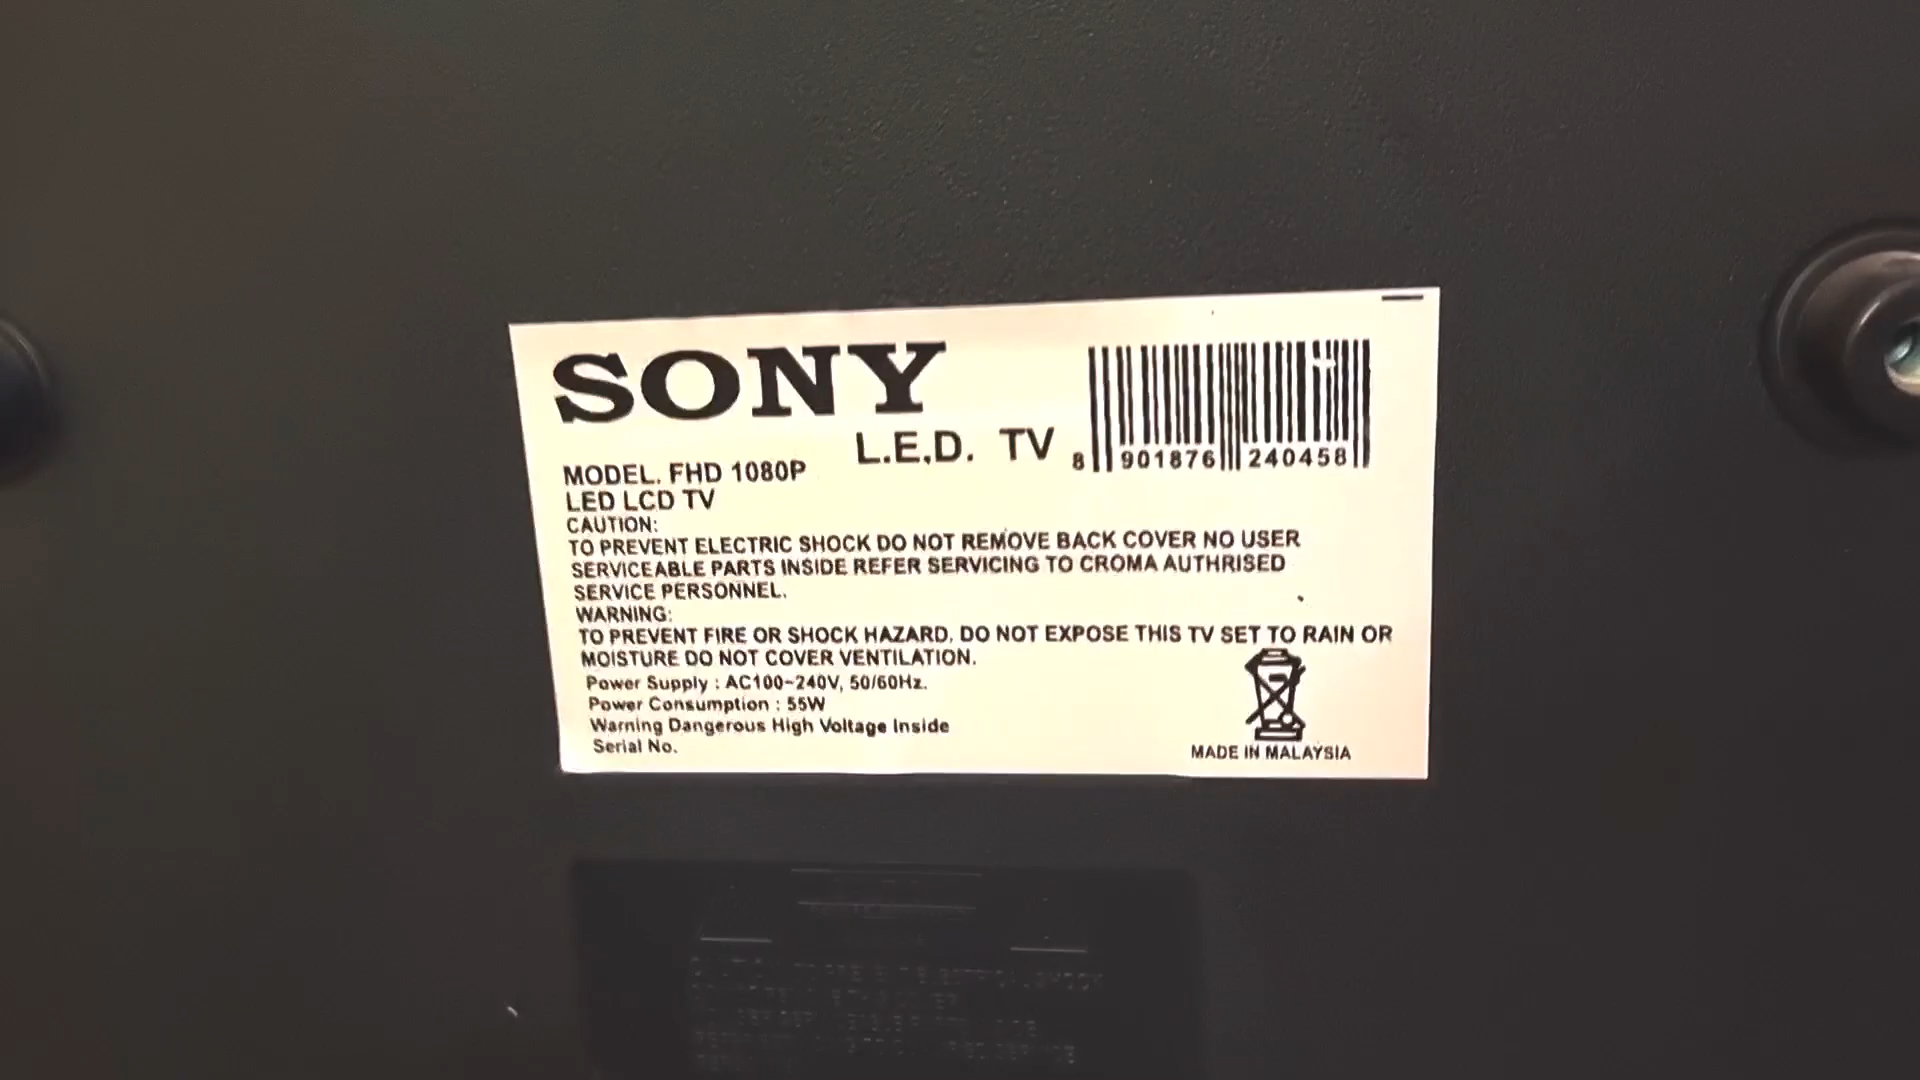 SONY
L.E.D. TV
8 901876 240458
MODEL. FHD 1080P
LED LCD TV
CAUTION:
TO PREVENT ELECTRIC SHOCK DO NOT REMOVE BACK COVER NO USER
SERVICEABLE PARTS INSIDE REFER SERVICING TO CROMA AUTHRISED
SERVICE PERSONNEL.
WARNING:
TO PREVENT FIRE OR SHOCK HAZARD, DO NOT EXPOSE THIS TV SET TO RAIN OR
MOISTURE DO NOT COVER VENTILATION.
Power Supply : AC100~240V, 50/60Hz.
Power Consumption : 55W
Warning Dangerous High Voltage Inside
Serial No.
MADE IN MALAYSIA